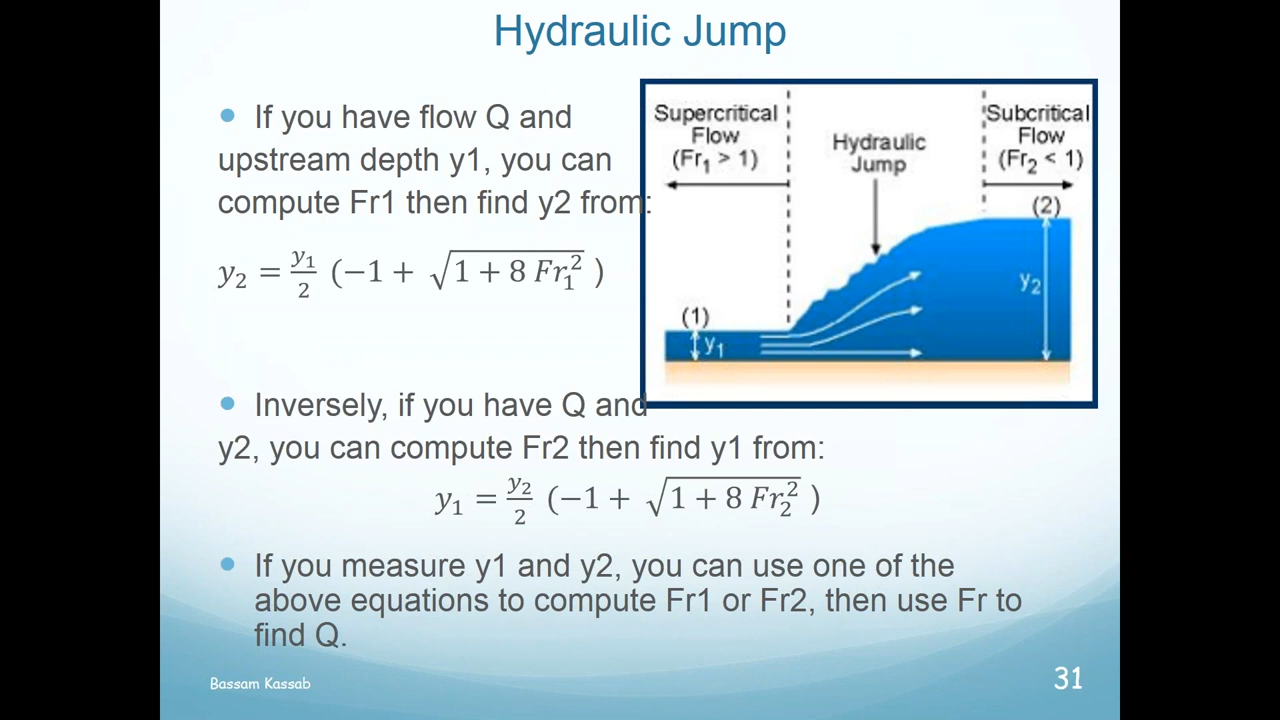 Hydraulic Jump
• If you have flow Q and
upstream depth y1, you can
compute Fr1 then find y2 from:
y₂ = y₁/2 (−1 + √(1 + 8 Fr₁²) )
Supercritical
Flow
(Fr₁ > 1)
Hydraulic
Jump
Subcritical
Flow
(Fr₂ < 1)
(2)
y₂
(1)
y₁
• Inversely, if you have Q and
y2, you can compute Fr2 then find y1 from:
y₁ = y₂/2 (−1 + √(1 + 8 Fr₂²) )
• If you measure y1 and y2, you can use one of the
above equations to compute Fr1 or Fr2, then use Fr to
find Q.
Bassam Kassab
31